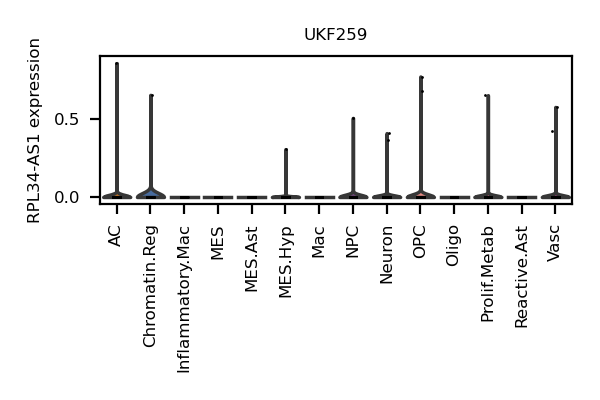 UKF259
RPL34-AS1 expression
0.5
0.0
AC
Chromatin.Reg
Inflammatory.Mac
MES
MES.Ast
MES.Hyp
Mac
NPC
Neuron
OPC
Oligo
Prolif.Metab
Reactive.Ast
Vasc